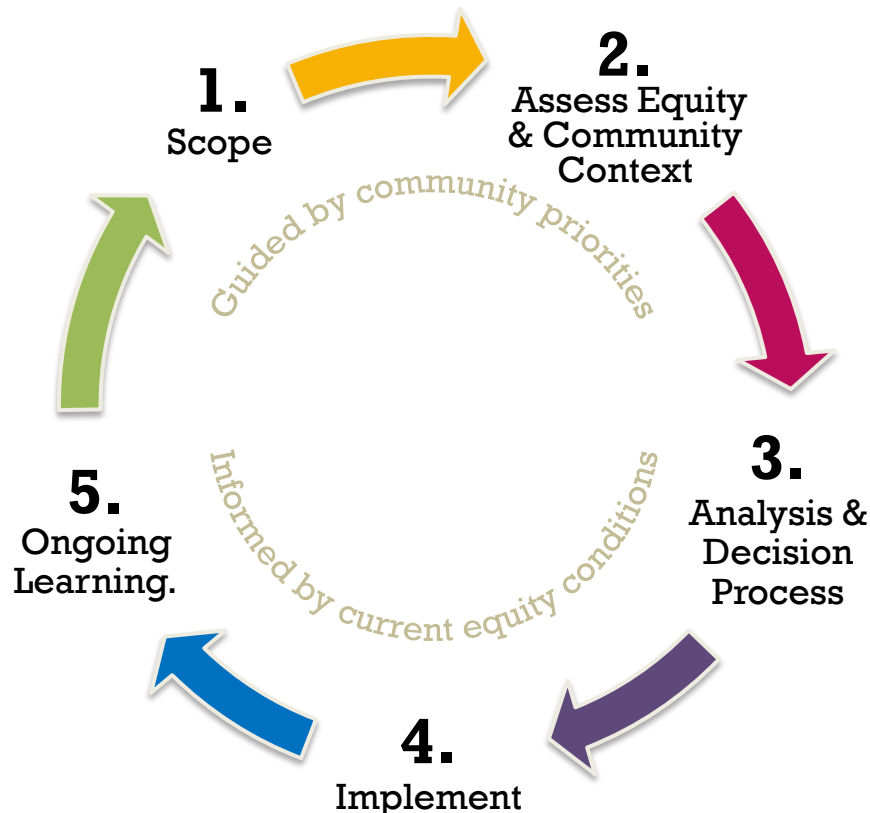 1.
Scope
2.
Assess Equity
& Community
Context
Guided by community priorities
3.
Analysis &
Decision
Process
4.
Implement
5.
Ongoing
Learning.
Informed by current equity conditions